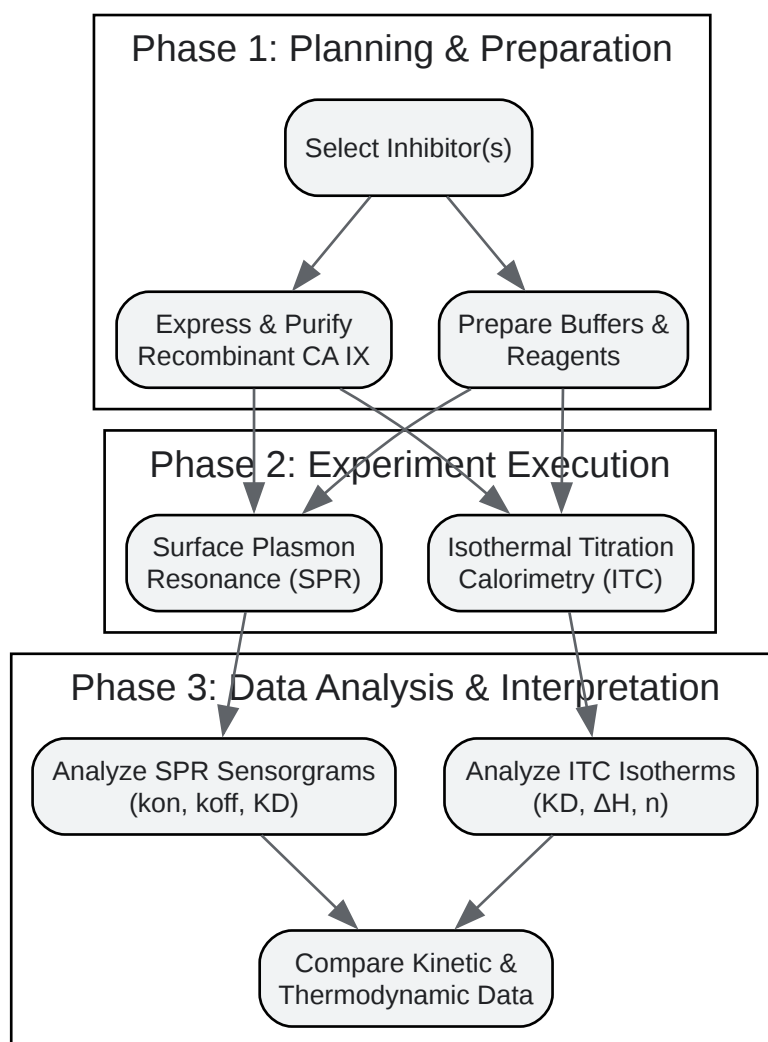 Phase 1: Planning & Preparation
Select Inhibitor(s)
Express & Purify
Recombinant CA IX
Prepare Buffers &
Reagents
Phase 2: Experiment Execution
Surface Plasmon
Resonance (SPR)
Isothermal Titration
Calorimetry (ITC)
Phase 3: Data Analysis & Interpretation
Analyze SPR Sensorgrams
(kon, koff, KD)
Analyze ITC Isotherms
(KD, ΔH, n)
Compare Kinetic &
Thermodynamic Data